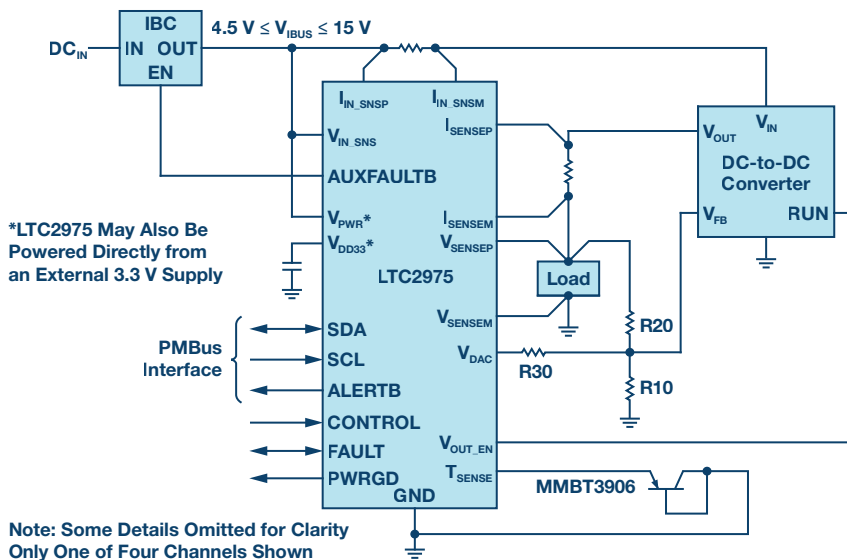 IBC
DC_IN
IN OUT
EN
4.5 V ≤ V_IBUS ≤ 15 V
I_IN_SNSP
I_IN_SNSM
V_IN_SNS
I_SENSEP
AUXFAULTB
V_OUT
V_IN
DC-to-DC
Converter
V_FB
RUN
*LTC2975 May Also Be
Powered Directly from
an External 3.3 V Supply
V_PWR*
V_DD33*
I_SENSEM
V_SENSEP
LTC2975
Load
V_SENSEM
R20
PMBus
Interface
SDA
SCL
ALERTB
V_DAC
R30
R10
CONTROL
FAULT
PWRGD
V_OUT_EN
T_SENSE
MMBT3906
GND
Note: Some Details Omitted for Clarity
Only One of Four Channels Shown